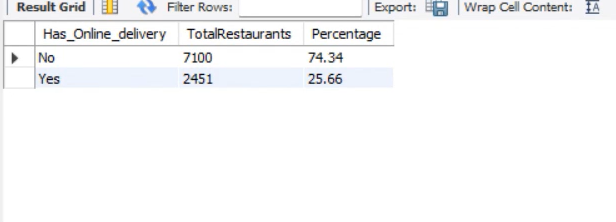 Result Grid Filter Rows: Export: Wrap Cell Content: IA
Has_Online_delivery TotalRestaurants Percentage
No 7100 74.34
Yes 2451 25.66